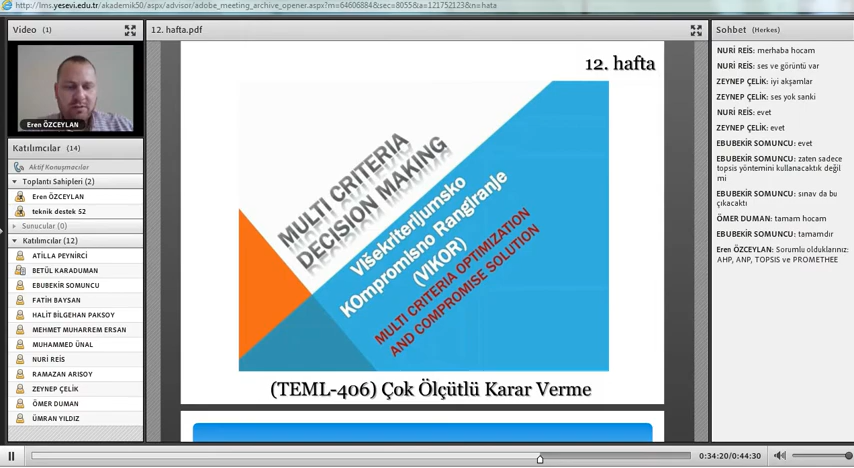 http://lms.yesevi.edu.tr/akademik50/aspx/advisor/adobe_meeting_archive_opener.aspx?m=64606884&sec=8055&ia=121752123&n=hata
Video (1)
Eren ÖZCEYLAN
Katılımcılar (14)
Aktif Konuşmacılar
Toplantı Sahipleri (2)
Eren ÖZCEYLAN
teknik destek 52
Sunucular (0)
Katılımcılar (12)
ATİLLA PEYNİRCİ
BETÜL KARADUMAN
EBUBEKİR SOMUNCU
FATİH BAYSAN
HALİT BİLGEHAN PAKSOY
MEHMET MUHARREM ERSAN
MUHAMMED ÜNAL
NURİ REİS
RAMAZAN ARISOY
ZEYNEP ÇELİK
ÖMER DUMAN
ÜMRAN YILDIZ
12. hafta.pdf
12. hafta
MULTI CRITERIA
DECISION MAKING
Višekriterijumsko
KOmpromisno Rangiranje
(VIKOR)
MULTI CRITERIA OPTIMIZATION
AND COMPROMISE SOLUTION
(TEML-406) Çok Ölçütlü Karar Verme
Sohbet (Herkes)
NURİ REİS: merhaba hocam
NURİ REİS: ses ve görüntü var
ZEYNEP ÇELİK: iyi akşamlar
ZEYNEP ÇELİK: ses yok sanki
NURİ REİS: evet
ZEYNEP ÇELİK: evet
EBUBEKİR SOMUNCU: evet
EBUBEKİR SOMUNCU: zaten sadece
topsis yöntemini kullanacaktık değil
mi
EBUBEKİR SOMUNCU: sınav da bu
çıkacaktı
ÖMER DUMAN: tamam hocam
EBUBEKİR SOMUNCU: tamamdır
Eren ÖZCEYLAN: Sorumlu olduklarınız:
AHP, ANP, TOPSIS ve PROMETHEE
0:34:20/0:44:30